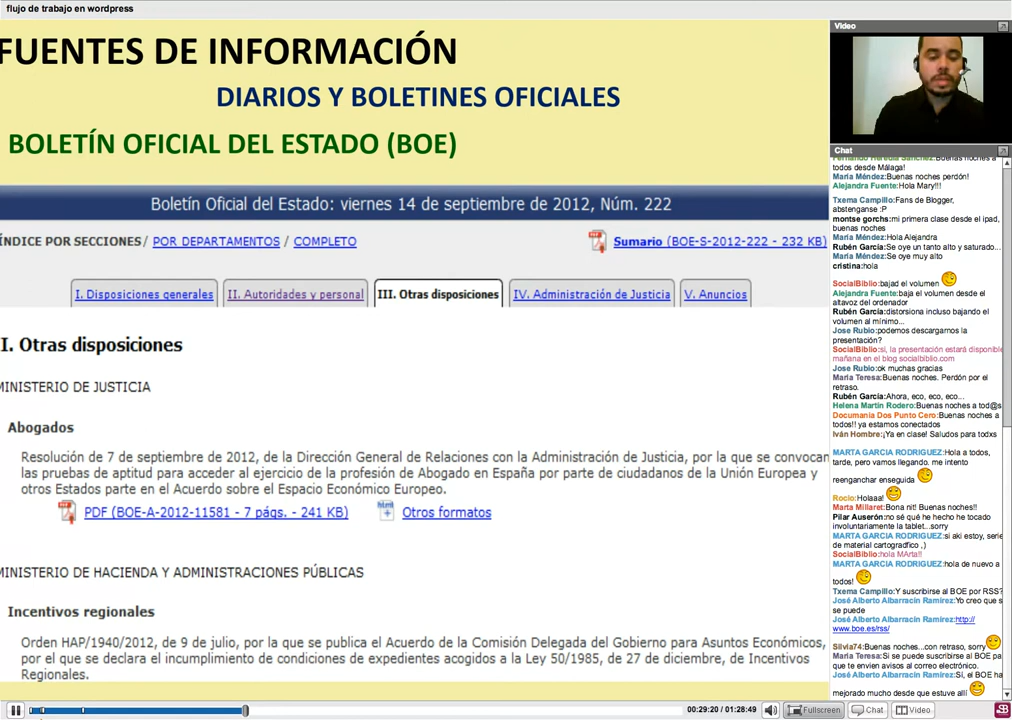 flujo de trabajo en wordpress
FUENTES DE INFORMACIÓN
DIARIOS Y BOLETINES OFICIALES
BOLETÍN OFICIAL DEL ESTADO (BOE)
Boletín Oficial del Estado: viernes 14 de septiembre de 2012, Núm. 222
ÍNDICE POR SECCIONES / POR DEPARTAMENTOS / COMPLETO
Sumario (BOE-S-2012-222 - 232 KB)
I. Disposiciones generales
II. Autoridades y personal
III. Otras disposiciones
IV. Administración de Justicia
V. Anuncios
I. Otras disposiciones
MINISTERIO DE JUSTICIA
Abogados
Resolución de 7 de septiembre de 2012, de la Dirección General de Relaciones con la Administración de Justicia, por la que se convocan
las pruebas de aptitud para acceder al ejercicio de la profesión de Abogado en España por parte de ciudadanos de la Unión Europea y
otros Estados parte en el Acuerdo sobre el Espacio Económico Europeo.
PDF (BOE-A-2012-11581 - 7 págs. - 241 KB)
Otros formatos
MINISTERIO DE HACIENDA Y ADMINISTRACIONES PÚBLICAS
Incentivos regionales
Orden HAP/1940/2012, de 9 de julio, por la que se publica el Acuerdo de la Comisión Delegada del Gobierno para Asuntos Económicos,
por el que se declara el incumplimiento de condiciones de expedientes acogidos a la Ley 50/1985, de 27 de diciembre, de Incentivos
Regionales.
Video
Chat
Fernando Heredia Sánchez:Buenas noches a
todos desde Málaga!
María Méndez:Buenas noches perdón!
Alejandra Fuente:Hola Mary!!!
Txema Campillo:Fans de Blogger,
abstenganse :P
montse gorchs:mi primera clase desde el ipad,
buenas noches
María Méndez:Hola Alejandra
Rubén García:Se oye un tanto alto y saturado...
María Méndez:Se oye muy alto
cristina:hola
SocialBiblio:bajad el volumen
Alejandra Fuente:baja el volumen desde el
altavoz del ordenador
Rubén García:distorsiona incluso bajando el
volumen al mínimo...
Jose Rubio:podemos descargarnos la
presentación?
SocialBiblio:si, la presentación estará disponible
mañana en el blog socialbiblio.com
Jose Rubio:ok muchas gracias
Maria Teresa:Buenas noches. Perdón por el
retraso.
Rubén García:Ahora, eco, eco, eco...
Helena Martín Rodero:Buenas noches a tod@s
Documania Dos Punto Cero:Buenas noches a
todos!! ya estamos conectados
Iván Hombre:¡Ya en clase! Saludos para todxs
MARTA GARCIA RODRIGUEZ:Hola a todos,
tarde, pero vamos llegando. me intento
reenganchar enseguida
Rocío:Holaaa!
Marta Millaret:Bona nit! Buenas noches!!
Pilar Auserón:no sé qué he hecho he tocado
involuntariamente la tablet...sorry
MARTA GARCIA RODRIGUEZ:si aki estoy, serie
de material cartogradfico ,)
SocialBiblio:hola MArta!!
MARTA GARCIA RODRIGUEZ:hola de nuevo a
todos!
Txema Campillo:Y suscribirse al BOE por RSS?
José Alberto Albarracín Ramírez:Yo creo que s
se puede
José Alberto Albarracín Ramírez:http://
www.boe.es/rss/
Silvia74:Buenas noches...con retraso, sorry
Maria Teresa:Si se puede suscribirse al BOE pa
que te envien avisos al correo electrónico.
José Alberto Albarracín Ramírez:Sí, el BOE ha
mejorado mucho desde que estuve allí
00:29:20 / 01:28:49
Fullscreen
Chat
Video